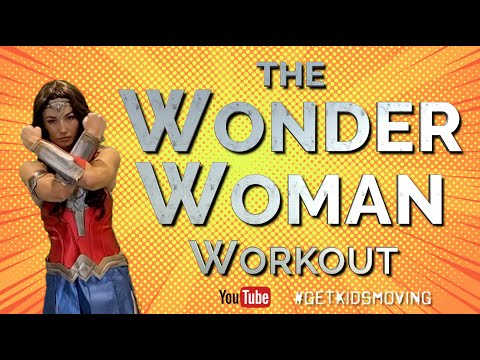 THE
WONDER
WOMAN
WORKOUT
YouTube #GETKIDSMOVING